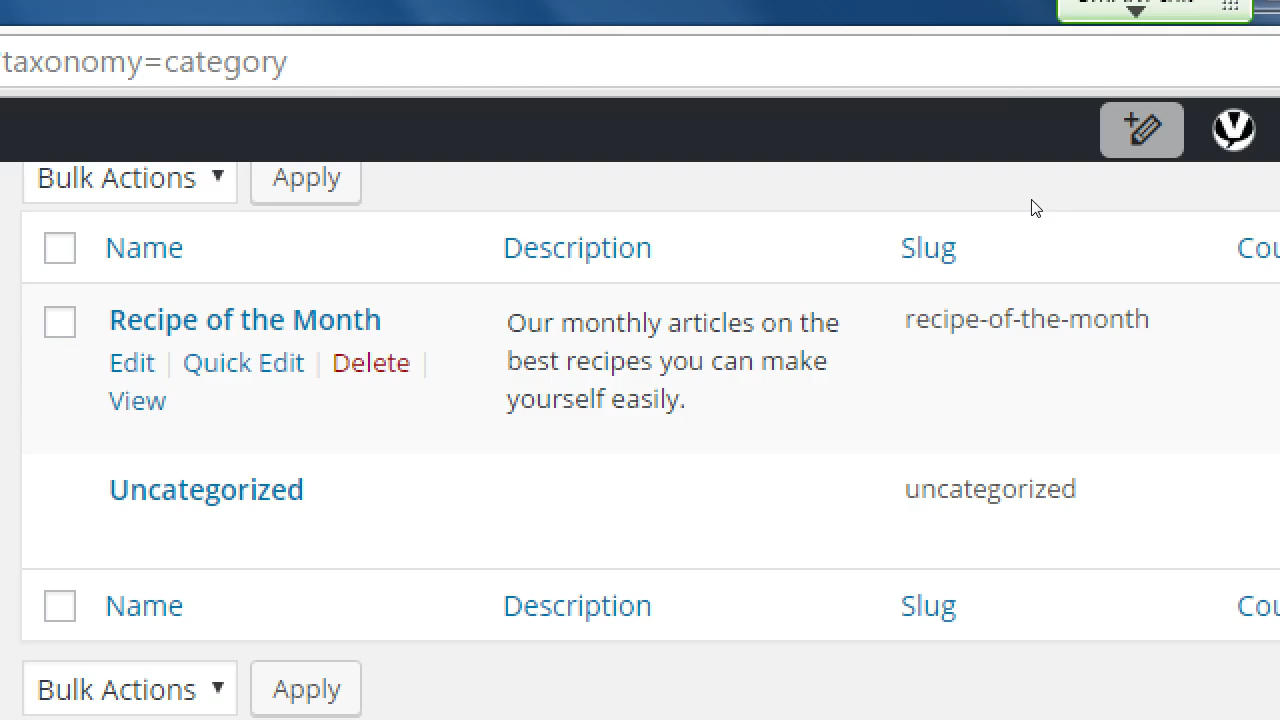 taxonomy=category
Bulk Actions Apply
Name Description Slug
Recipe of the Month Our monthly articles on the recipe-of-the-month
Edit | Quick Edit | Delete | best recipes you can make
View yourself easily.
Uncategorized uncategorized
Name Description Slug
Bulk Actions Apply